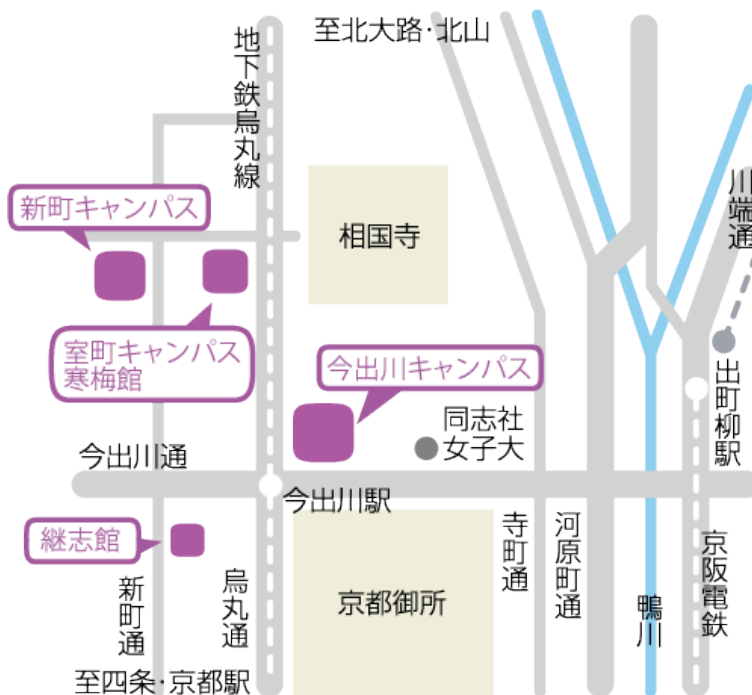 至北大路・北山
地下鉄烏丸線
川端通
新町キャンパス
相国寺
室町キャンパス
寒梅館
今出川キャンパス
出町柳駅
同志社
女子大
今出川通
今出川駅
継志館
寺町通
河原町通
京阪電鉄
新町通
烏丸通
京都御所
鴨川
至四条・京都駅